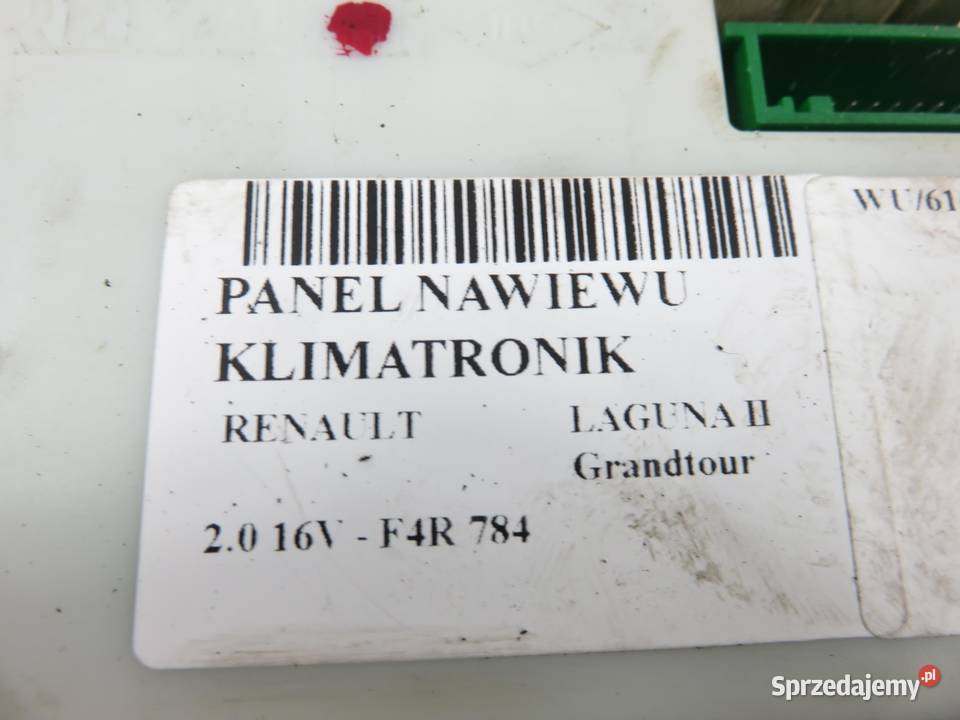 WU/61
PANEL NAWIEWU
KLIMATRONIK
RENAULT LAGUNA II
Grandtour
2.0 16V - F4R 784
Sprzedajemy.pl